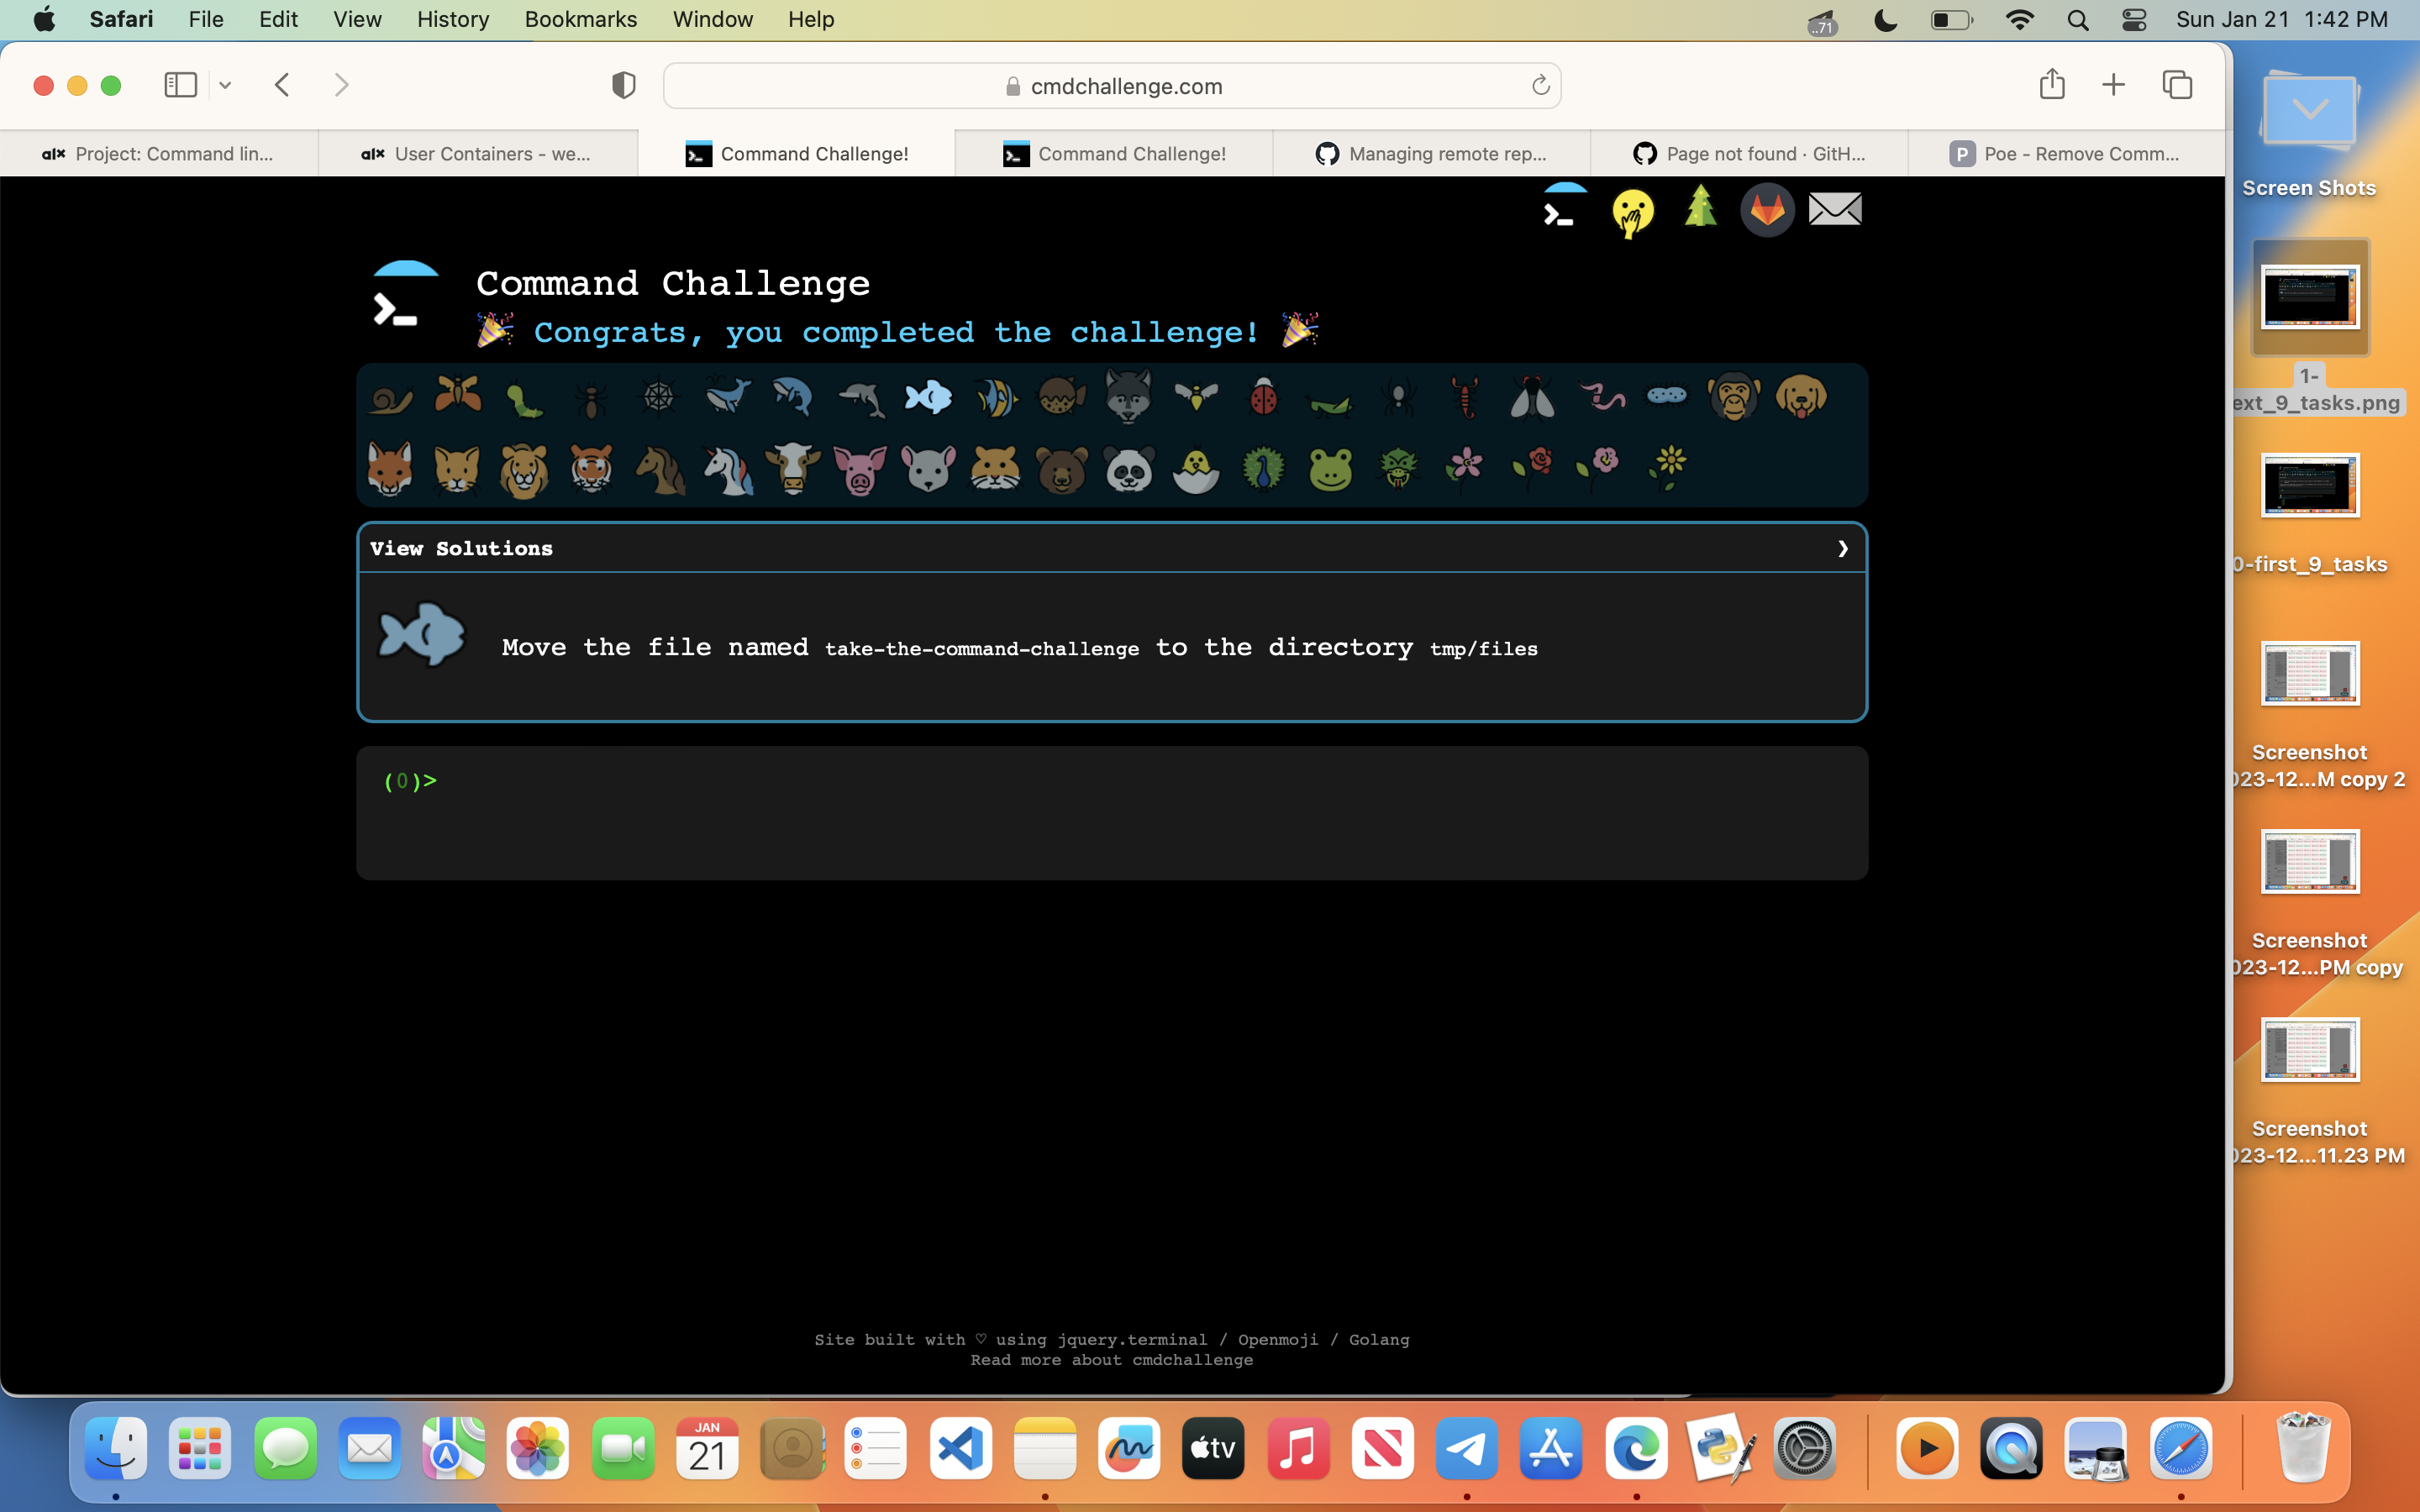 Safari File Edit View History Bookmarks Window Help
..71
Sun Jan 21 1:42 PM
cmdchallenge.com
alx Project: Command lin...
alx User Containers - we...
Command Challenge!
Command Challenge!
Managing remote rep...
Page not found · GitH...
P Poe - Remove Comm...
Command Challenge
Congrats, you completed the challenge!
View Solutions
Move the file named take-the-command-challenge to the directory tmp/files
(0)>
Site built with ♡ using jquery.terminal / Openmoji / Golang
Read more about cmdchallenge
Screen Shots
1-
ext_9_tasks.png
0-first_9_tasks
Screenshot
023-12...M copy 2
Screenshot
023-12...PM copy
Screenshot
023-12...11.23 PM
JAN
21
tv